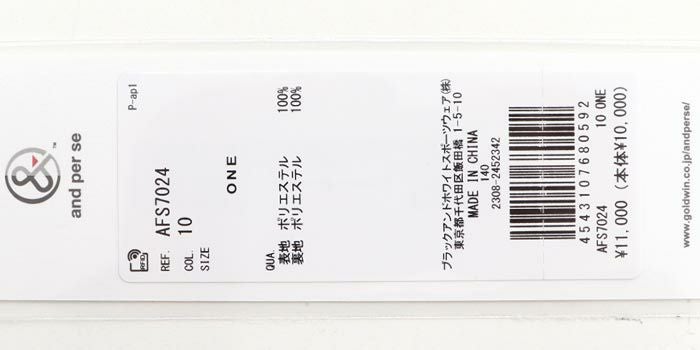 and per se
™
P-ap1
RFID
REF. AFS7024
COL. 10
SIZE
ONE
QUA.
表地 ポリエステル 100%
裏地 ポリエステル 100%
ブラックアンドホワイトスポーツウェア(株)
東京都千代田区飯田橋 1-5-10
MADE IN CHINA
140
2308-2452342
4543107680592
AFS7024 10 ONE
¥11,000 (本体¥10,000)
www.goldwin.co.jp/andperse/